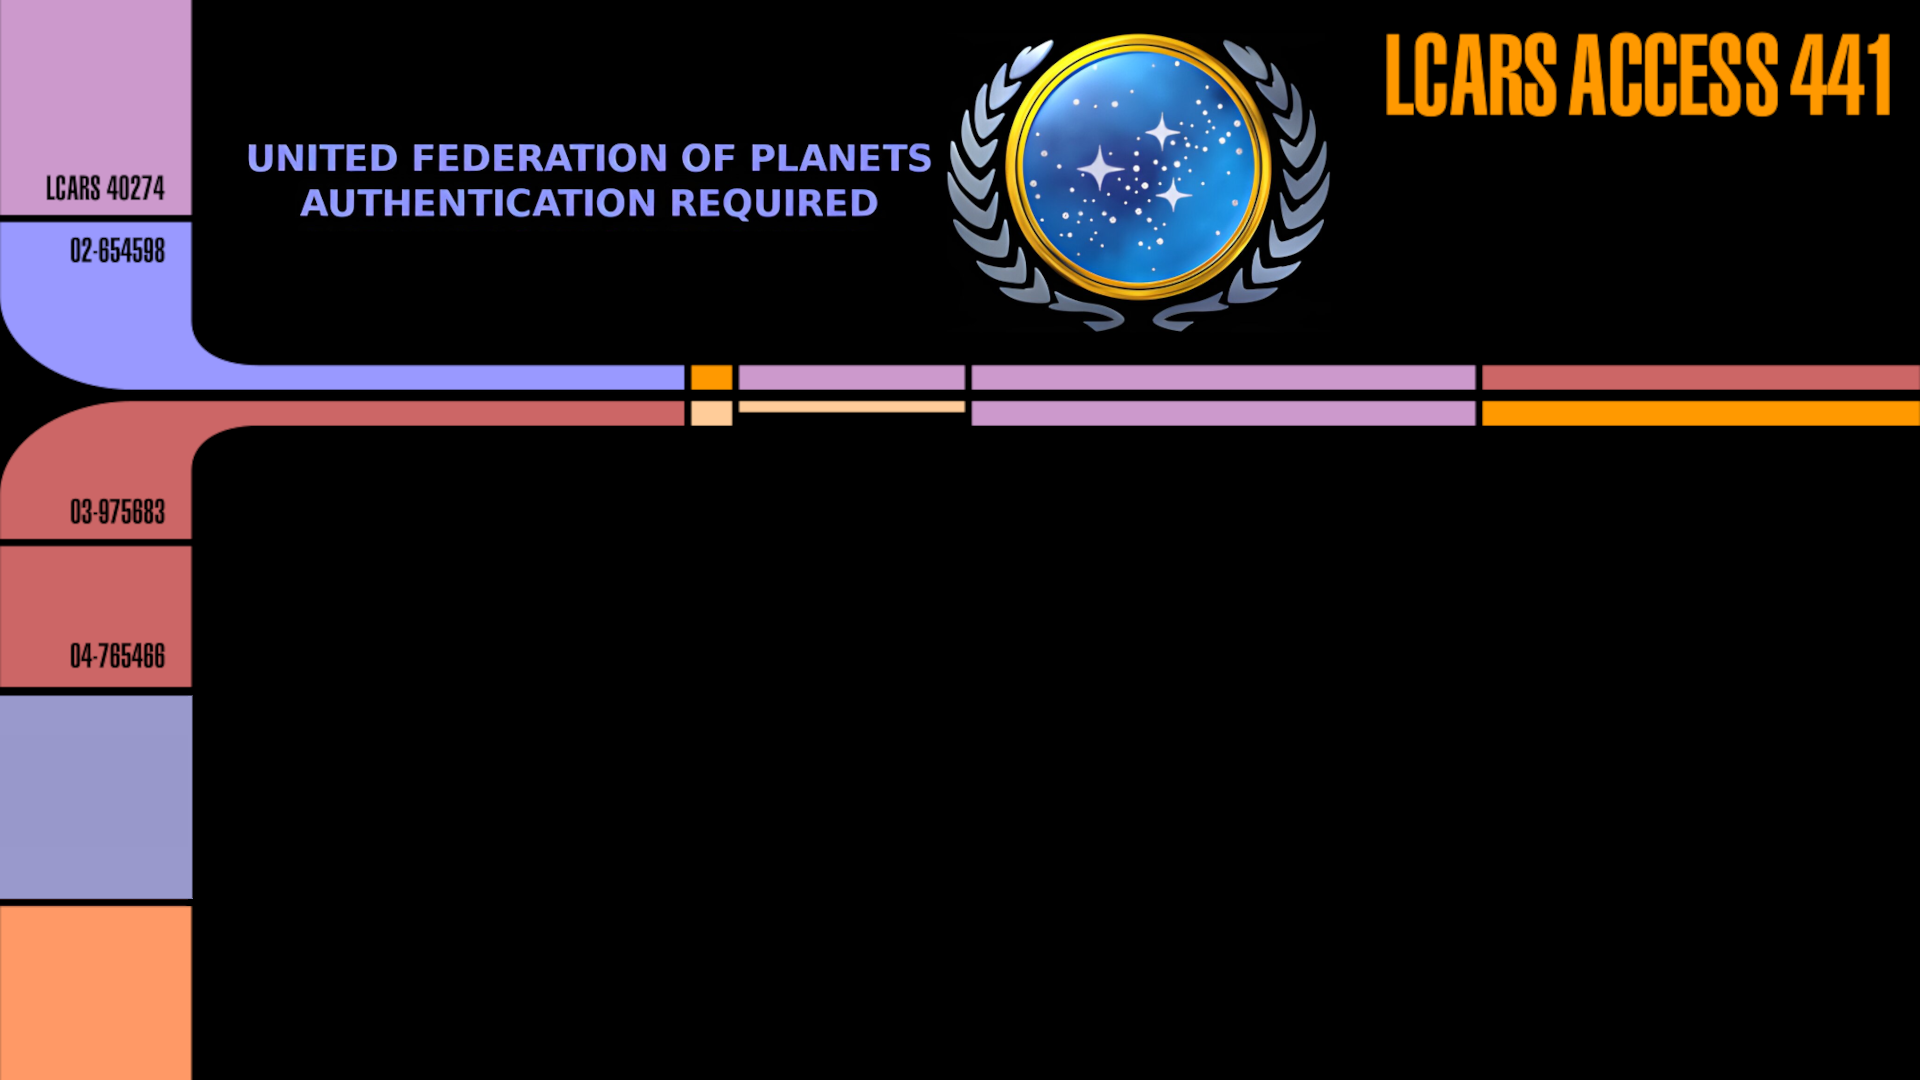 LCARS ACCESS 441
UNITED FEDERATION OF PLANETS
AUTHENTICATION REQUIRED
LCARS 40274
02-654598
03-975683
04-765466